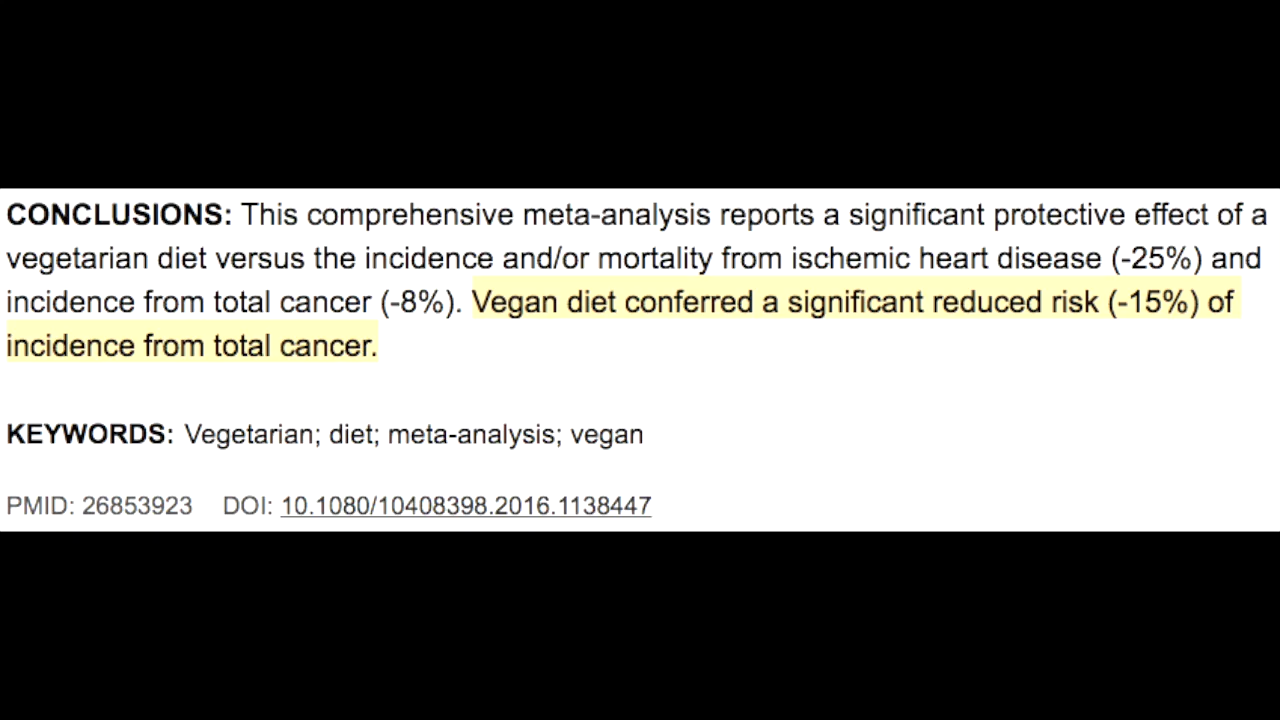 CONCLUSIONS: This comprehensive meta-analysis reports a significant protective effect of a
vegetarian diet versus the incidence and/or mortality from ischemic heart disease (-25%) and
incidence from total cancer (-8%). Vegan diet conferred a significant reduced risk (-15%) of
incidence from total cancer.
KEYWORDS: Vegetarian; diet; meta-analysis; vegan
PMID: 26853923 DOI: 10.1080/10408398.2016.1138447